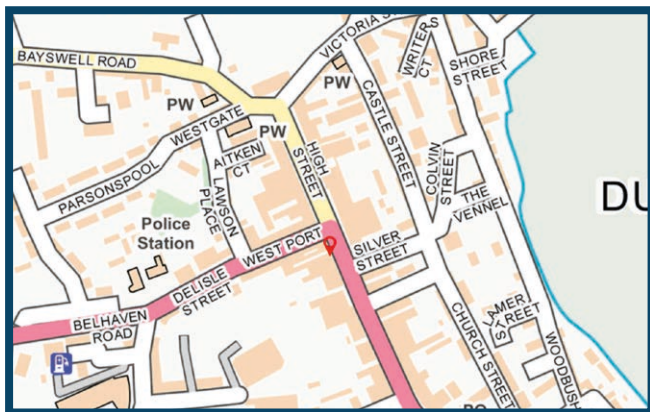 BAYSWELL ROAD
VICTORIA S
WRITER'S
CT
SHORE
STREET
PW
PW
PW
WESTGATE
AITKEN
CT
HIGH
STREET
CASTLE STREET
COLVIN
STREET
THE
VENNEL
PARSONSPOOL
LAWSON
PLACE
DU
Police
Station
WEST PORT
SILVER
STREET
DELISLE
STREET
BELHAVEN
ROAD
CHURCH STREET
LAMER
STREET
WOODBUSH